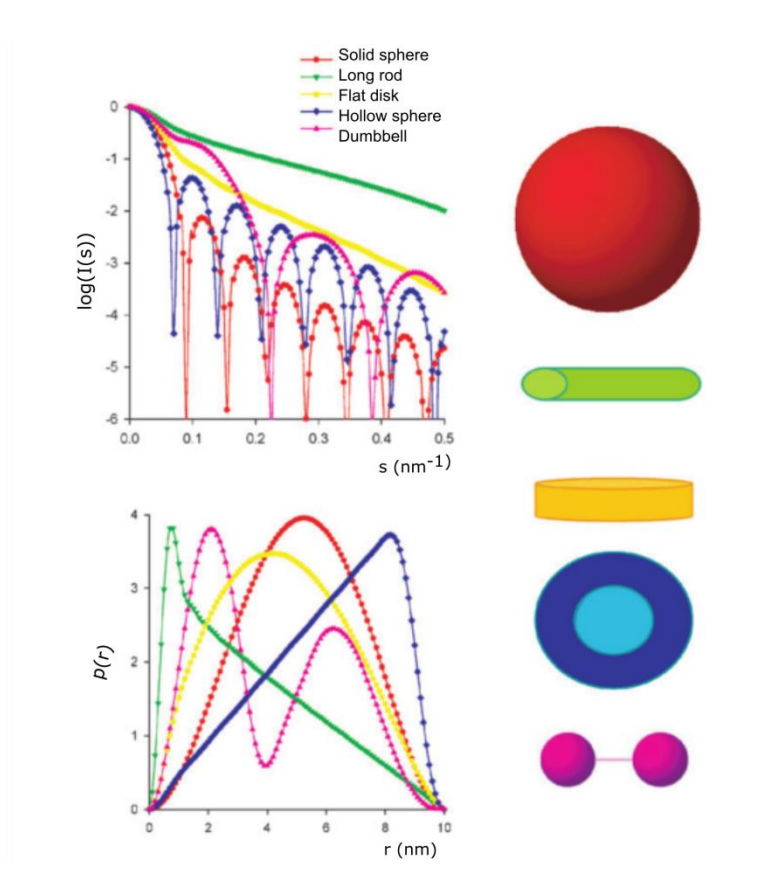 Solid sphere
Long rod
Flat disk
Hollow sphere
Dumbbell
0
-1
-2
-3
-4
-5
-6
log(I(s))
0.0 0.1 0.2 0.3 0.4 0.5
s (nm⁻¹)
4
3
2
1
0
p(r)
0 2 4 6 8 10
r (nm)